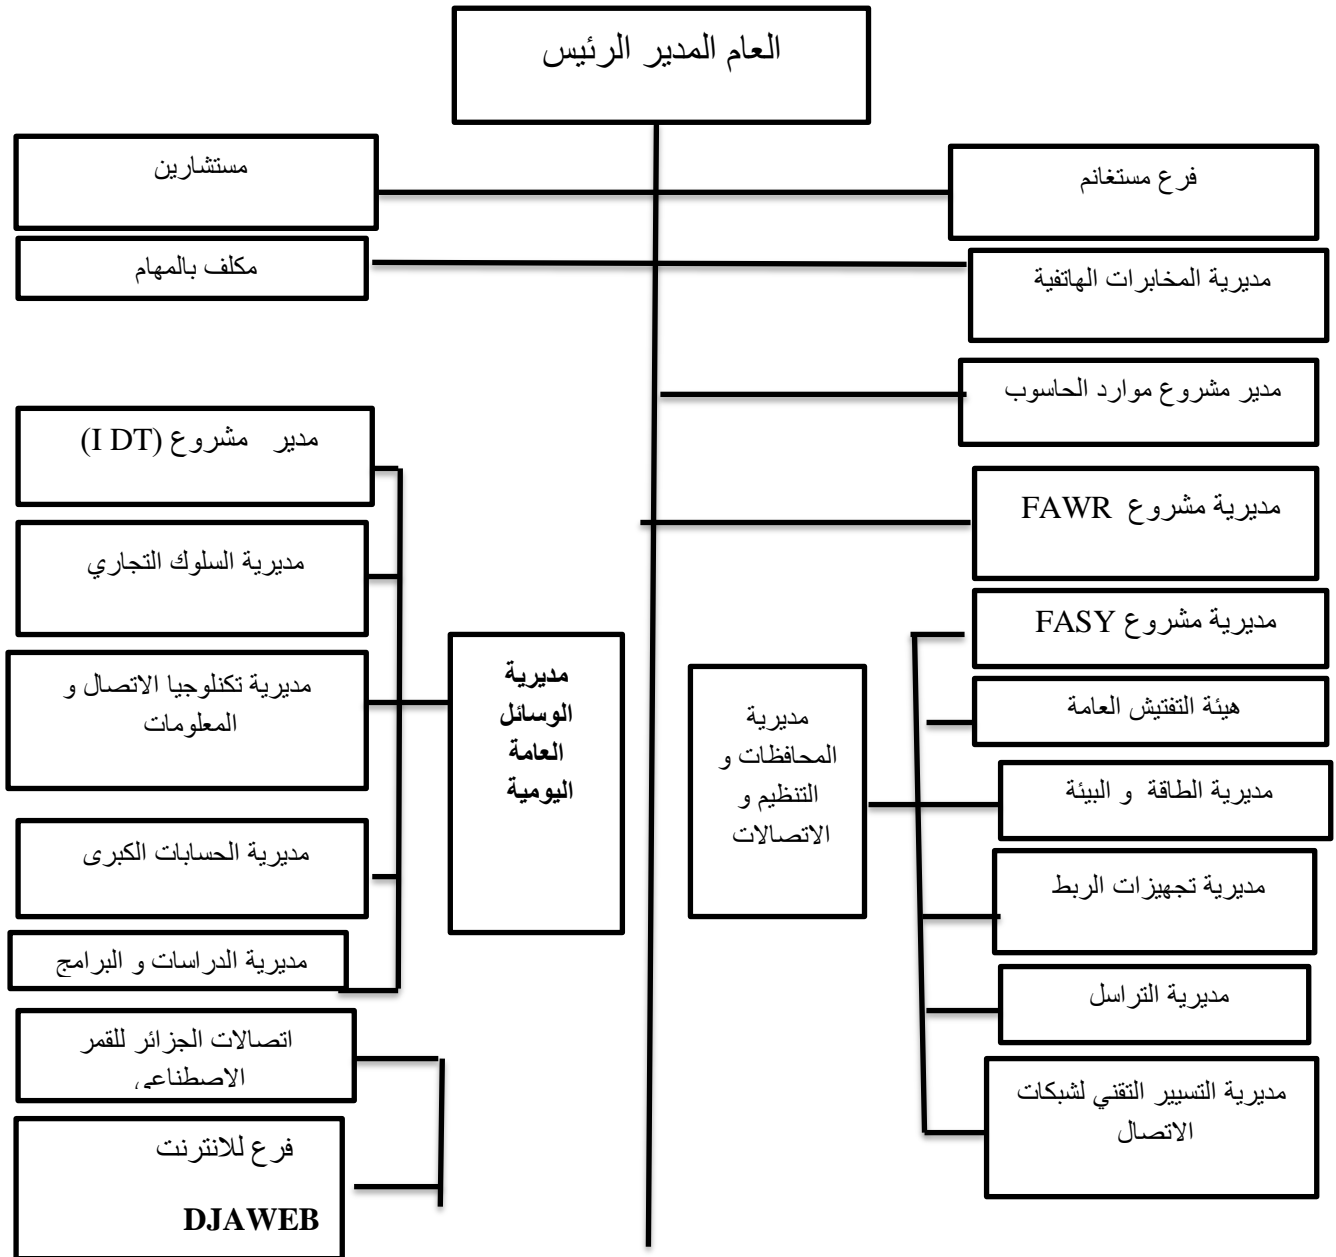 العام المدير الرئيس
فرع مستغانم
مستشارين
مديرية المخابرات الهاتفية
مكلف بالمهام
مدير مشروع موارد الحاسوب
مديرية مشروع FAWR
مديرية مشروع FASY
هيئة التفتيش العامة
مديرية الطاقة و البيئة
مديرية تجهيزات الربط
مديرية التراسل
مديرية التسيير التقني لشبكات
الاتصال
مديرية
المحافظات و
التنظيم و
الاتصالات
مديرية
الوسائل
العامة
اليومية
مدير مشروع (I DT)
مديرية السلوك التجاري
مديرية تكنلوجيا الاتصال و
المعلومات
مديرية الحسابات الكبرى
مديرية الدراسات و البرامج
اتصالات الجزائر للقمر
الاصطناعي
فرع للانترنت
DJAWEB